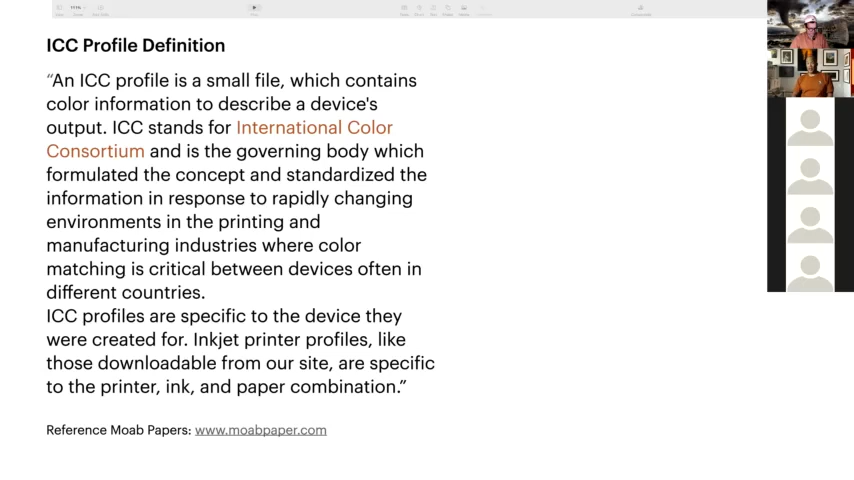 ICC Profile Definition
“An ICC profile is a small file, which contains
color information to describe a device's
output. ICC stands for International Color
Consortium and is the governing body which
formulated the concept and standardized the
information in response to rapidly changing
environments in the printing and
manufacturing industries where color
matching is critical between devices often in
different countries.
ICC profiles are specific to the device they
were created for. Inkjet printer profiles, like
those downloadable from our site, are specific
to the printer, ink, and paper combination.”
Reference Moab Papers: www.moabpaper.com